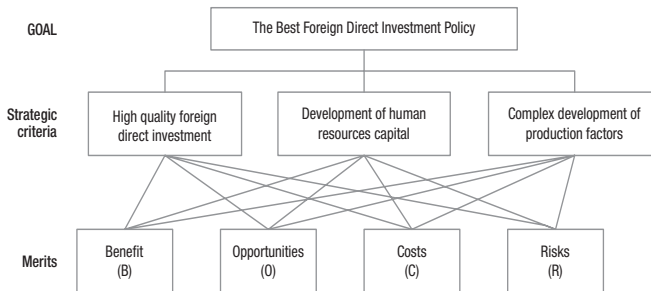 GOAL
The Best Foreign Direct Investment Policy
Strategic
criteria
High quality foreign
direct investment
Development of human
resources capital
Complex development of
production factors
Merits
Benefit
(B)
Opportunities
(O)
Costs
(C)
Risks
(R)